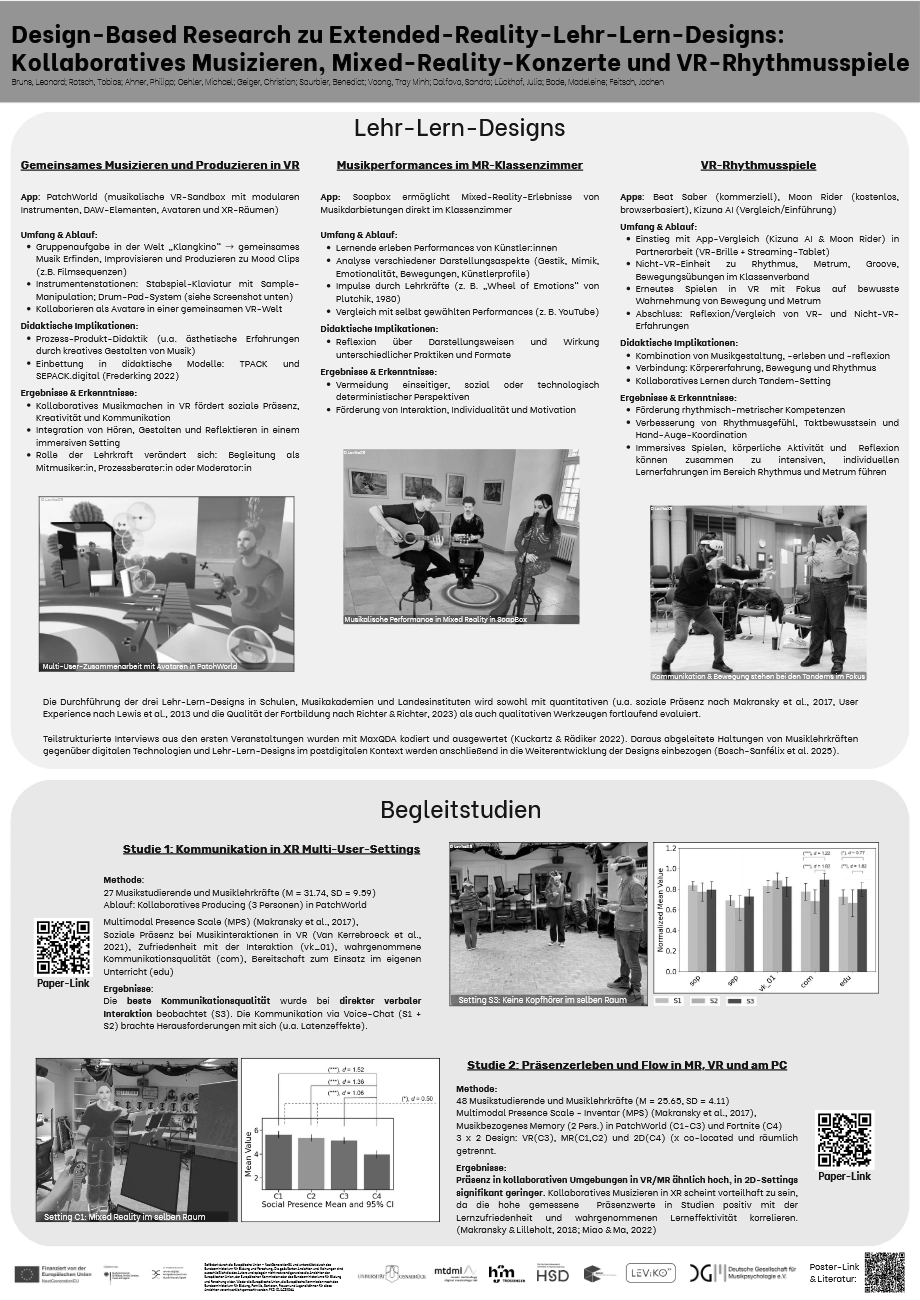 Design-Based Research zu Extended-Reality-Lehr-Lern-Designs:
Kollaboratives Musizieren, Mixed-Reality-Konzerte und VR-Rhythmusspiele
Bruns, Leonard; Rotsch, Tobias; Ahner, Philipp; Oehler, Michael; Geiger, Christian; Saurbier, Benedict; Voong, Tray Minh; Dalfovo, Sandro; Lückhof, Julia; Bode, Madeleine; Feitsch, Jochen
Lehr-Lern-Designs
Gemeinsames Musizieren und Produzieren in VR
App: PatchWorld (musikalische VR-Sandbox mit modularen
Instrumenten, DAW-Elementen, Avataren und XR-Räumen)
Umfang & Ablauf:
• Gruppenaufgabe in der Welt „Klangkino" → gemeinsames
Musik Erfinden, Improvisieren und Produzieren zu Mood Clips
(z.B. Filmsequenzen)
• Instrumentenstationen: Stabspiel-Klaviatur mit Sample-
Manipulation; Drum-Pad-System (siehe Screenshot unten)
• Kollaborieren als Avatare in einer gemeinsamen VR-Welt
Didaktische Implikationen:
• Prozess-Produkt-Didaktik (u.a. ästhetische Erfahrungen
durch kreatives Gestalten von Musik)
• Einbettung in didaktische Modelle: TPACK und
SEPACK.digital (Frederking 2022)
Ergebnisse & Erkenntnisse:
• Kollaboratives Musikmachen in VR fördert soziale Präsenz,
Kreativität und Kommunikation
• Integration von Hören, Gestalten und Reflektieren in einem
immersiven Setting
• Rolle der Lehrkraft verändert sich: Begleitung als
Mitmusiker:in, Prozessberater:in oder Moderator:in
Multi-User-Zusammenarbeit mit Avataren in PatchWorld
Musikperformances im MR-Klassenzimmer
App: Soapbox ermöglicht Mixed-Reality-Erlebnisse von
Musikdarbietungen direkt im Klassenzimmer
Umfang & Ablauf:
• Lernende erleben Performances von Künstler:innen
• Analyse verschiedener Darstellungsaspekte (Gestik, Mimik,
Emotionalität, Bewegungen, Künstlerprofile)
• Impulse durch Lehrkräfte (z. B. „Wheel of Emotions" von
Plutchik, 1980)
• Vergleich mit selbst gewählten Performances (z. B. YouTube)
Didaktische Implikationen:
• Reflexion über Darstellungsweisen und Wirkung
unterschiedlicher Praktiken und Formate
Ergebnisse & Erkenntnisse:
• Vermeidung einseitiger, sozial oder technologisch
deterministischer Perspektiven
• Förderung von Interaktion, Individualität und Motivation
Musikalische Performance in Mixed Reality in SoapBox
VR-Rhythmusspiele
Apps: Beat Saber (kommerziell), Moon Rider (kostenlos,
browserbasiert), Kizuna AI (Vergleich/Einführung)
Umfang & Ablauf:
• Einstieg mit App-Vergleich (Kizuna AI & Moon Rider) in
Partnerarbeit (VR-Brille + Streaming-Tablet)
• Nicht-VR-Einheit zu Rhythmus, Metrum, Groove,
Bewegungsübungen im Klassenverband
• Erneutes Spielen in VR mit Fokus auf bewusste
Wahrnehmung von Bewegung und Metrum
• Abschluss: Reflexion/Vergleich von VR- und Nicht-VR-
Erfahrungen
Didaktische Implikationen:
• Kombination von Musikgestaltung, -erleben und -reflexion
• Verbindung: Körpererfahrung, Bewegung und Rhythmus
• Kollaboratives Lernen durch Tandem-Setting
Ergebnisse & Erkenntnisse:
• Förderung rhythmisch-metrischer Kompetenzen
• Verbesserung von Rhythmusgefühl, Taktbewusstsein und
Hand-Auge-Koordination
• Immersives Spielen, körperliche Aktivität und Reflexion
können zusammen zu intensiven, individuellen
Lernerfahrungen im Bereich Rhythmus und Metrum führen
Kommunikation & Bewegung stehen bei den Tandems im Fokus
Die Durchführung der drei Lehr-Lern-Designs in Schulen, Musikakademien und Landesinstituten wird sowohl mit quantitativen (u.a. soziale Präsenz nach Makransky et al., 2017, User
Experience nach Lewis et al., 2013 und die Qualität der Fortbildung nach Richter & Richter, 2023) als auch qualitativen Werkzeugen fortlaufend evaluiert.
Teilstrukturierte Interviews aus den ersten Veranstaltungen wurden mit MaxQDA kodiert und ausgewertet (Kuckartz & Rädiker 2022). Daraus abgeleitete Haltungen von Musiklehrkräften
gegenüber digitalen Technologien und Lehr-Lern-Designs im postdigitalen Kontext werden anschließend in die Weiterentwicklung der Designs einbezogen (Bosch-Sanfélix et al. 2025).
Begleitstudien
Studie 1: Kommunikation in XR Multi-User-Settings
Methode:
27 Musikstudierende und Musiklehrkräfte (M = 31.74, SD = 9.59)
Ablauf: Kollaboratives Producing (3 Personen) in PatchWorld
Multimodal Presence Scale (MPS) (Makransky et al., 2017),
Soziale Präsenz bei Musikinteraktionen in VR (Van Kerrebroeck et al.,
2021), Zufriedenheit mit der Interaktion (vk_01), wahrgenommene
Kommunikationsqualität (com), Bereitschaft zum Einsatz im eigenen
Unterricht (edu)
Ergebnisse:
Die beste Kommunikationsqualität wurde bei direkter verbaler
Interaktion beobachtet (S3). Die Kommunikation via Voice-Chat (S1 +
S2) brachte Herausforderungen mit sich (u.a. Latenzeffekte).
Paper-Link
Setting S3: Keine Kopfhörer im selben Raum
Normalized Mean Value
1.2
1.0
0.8
0.6
0.4
0.2
0.0
sop
sep
vk_01
com
edu
S1
S2
S3
Setting C1: Mixed Reality im selben Raum
(***), d = 1.52
(***), d = 1.36
(***), d = 1.06
(*), d = 0.50
Mean Value
6
4
2
C1
C2
C3
C4
Social Presence Mean and 95% CI
Studie 2: Präsenzerleben und Flow in MR, VR und am PC
Methode:
48 Musikstudierende und Musiklehrkräfte (M = 25.65, SD = 4.11)
Multimodal Presence Scale - Inventar (MPS) (Makransky et al., 2017),
Musikbezogenes Memory (2 Pers.) in PatchWorld (C1-C3) und Fortnite (C4)
3 x 2 Design: VR(C3), MR(C1,C2) und 2D(C4) (x co-located und räumlich
getrennt.
Ergebnisse:
Präsenz in kollaborativen Umgebungen in VR/MR ähnlich hoch, in 2D-Settings
signifikant geringer. Kollaboratives Musizieren in XR scheint vorteilhaft zu sein,
da die hohe gemessene Präsenzwerte in Studien positiv mit der
Lernzufriedenheit und wahrgenommenen Lerneffektivität korrelieren.
(Makransky & Lilleholt, 2018; Miao & Ma, 2022)
Paper-Link
Finanziert von der
Europäischen Union
NextGenerationEU
UNIVERSITÄT OSNABRÜCK
mtdml
hfm
TROSSINGEN
HSD
LEVIKO
DGM
Deutsche Gesellschaft für
Musikpsychologie e.V.
Poster-Link
& Literatur: